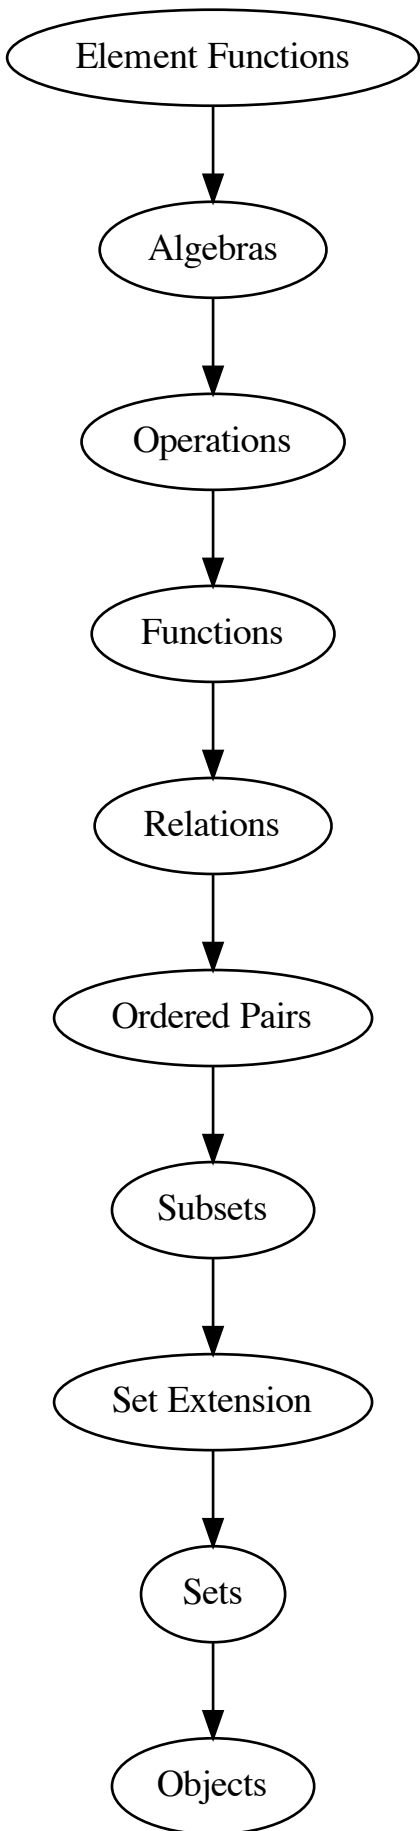 Element Functions
Algebras
Operations
Functions
Relations
Ordered Pairs
Subsets
Set Extension
Sets
Objects